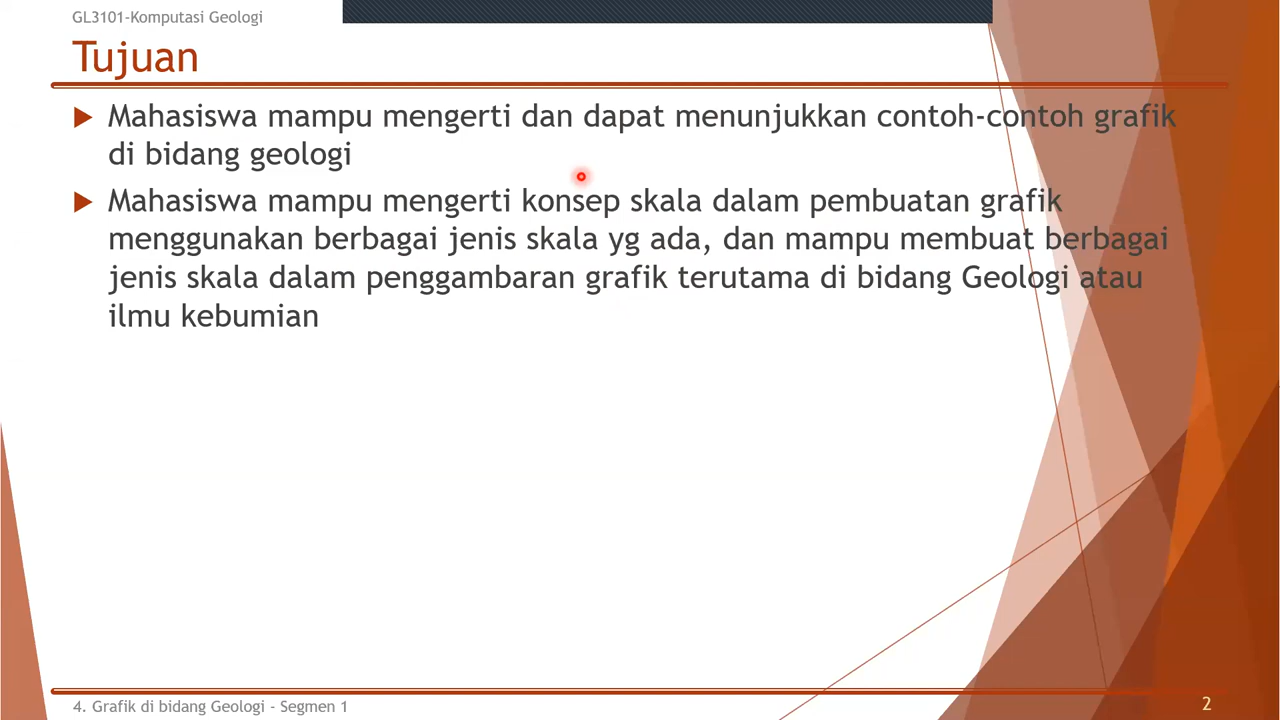 GL3101-Komputasi Geologi
Tujuan
Mahasiswa mampu mengerti dan dapat menunjukkan contoh-contoh grafik
di bidang geologi
Mahasiswa mampu mengerti konsep skala dalam pembuatan grafik
menggunakan berbagai jenis skala yg ada, dan mampu membuat berbagai
jenis skala dalam penggambaran grafik terutama di bidang Geologi atau
ilmu kebumian
4. Grafik di bidang Geologi - Segmen 1
2